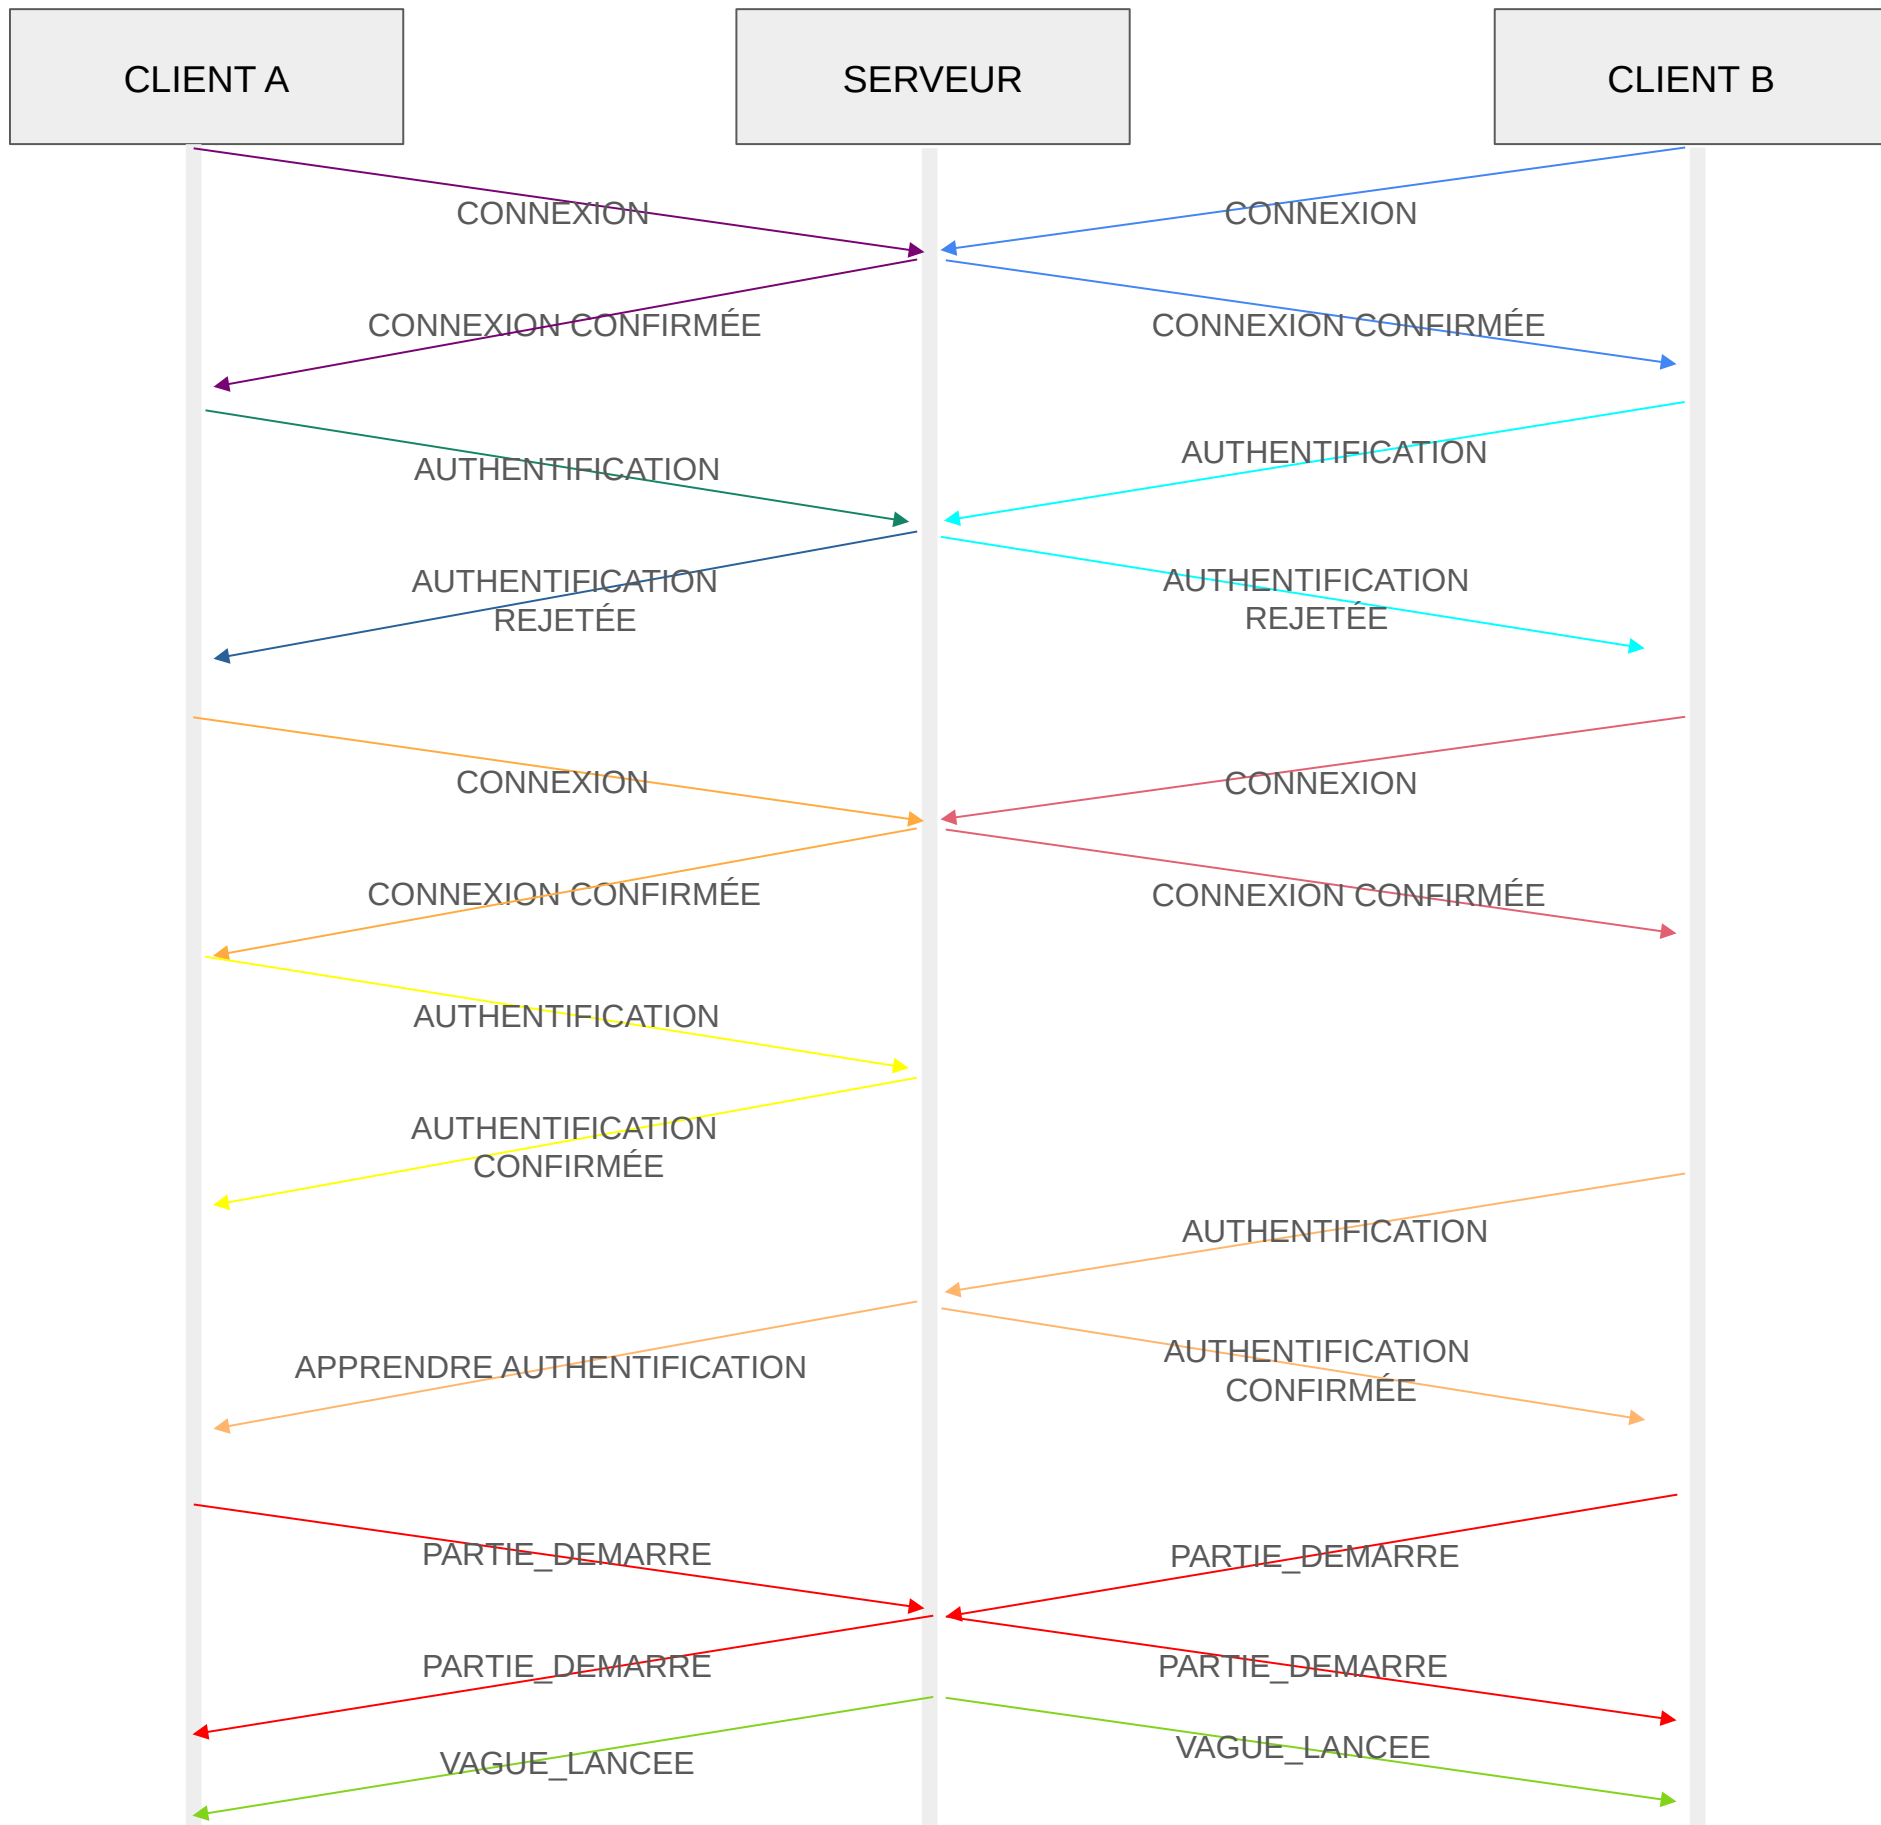 CLIENT A
SERVEUR
CLIENT B
CONNEXION
CONNEXION
CONNEXION CONFIRMÉE
CONNEXION CONFIRMÉE
AUTHENTIFICATION
AUTHENTIFICATION
AUTHENTIFICATION
REJETÉE
AUTHENTIFICATION
REJETÉE
CONNEXION
CONNEXION
CONNEXION CONFIRMÉE
CONNEXION CONFIRMÉE
AUTHENTIFICATION
AUTHENTIFICATION
CONFIRMÉE
AUTHENTIFICATION
APPRENDRE AUTHENTIFICATION
AUTHENTIFICATION
CONFIRMÉE
PARTIE_DEMARRE
PARTIE_DEMARRE
PARTIE_DEMARRE
PARTIE_DEMARRE
VAGUE_LANCEE
VAGUE_LANCEE